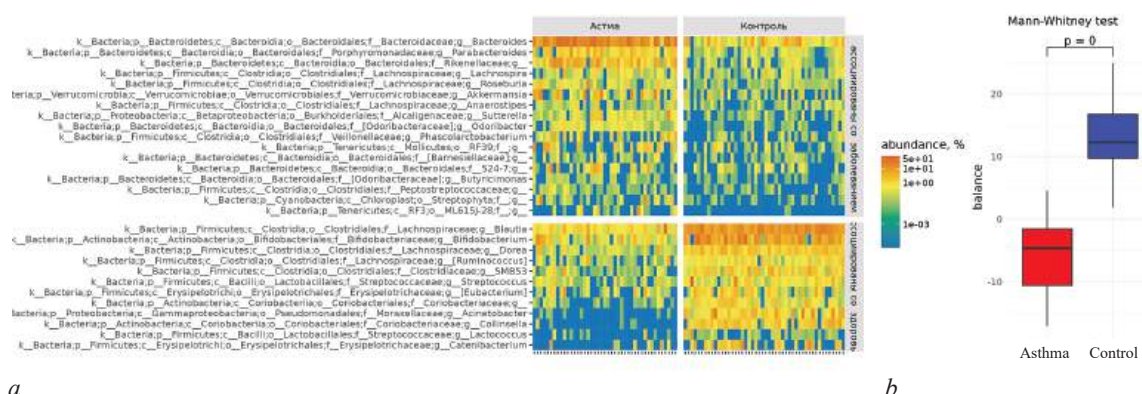 Астма
Контроль
k__Bacteria;p__Bacteroidetes;c__Bacteroidia;o__Bacteroidales;f__Bacteroidaceae;g__Bacteroides
k__Bacteria;p__Bacteroidetes;c__Bacteroidia;o__Bacteroidales;f__Porphyromonadaceae;g__Parabacteroides
k__Bacteria;p__Bacteroidetes;c__Bacteroidia;o__Bacteroidales;f__Rikenellaceae;g__
k__Bacteria;p__Firmicutes;c__Clostridia;o__Clostridiales;f__Lachnospiraceae;g__Lachnospira
k__Bacteria;p__Firmicutes;c__Clostridia;o__Clostridiales;f__Lachnospiraceae;g__Roseburia
Bacteria;p__Verrucomicrobia;c__Verrucomicrobiae;o__Verrucomicrobiales;f__Verrucomicrobiaceae;g__Akkermansia
k__Bacteria;p__Firmicutes;c__Clostridia;o__Clostridiales;f__Lachnospiraceae;g__Anaerostipes
k__Bacteria;p__Proteobacteria;c__Betaproteobacteria;o__Burkholderiales;f__Alcaligenaceae;g__Sutterella
k__Bacteria;p__Bacteroidetes;c__Bacteroidia;o__Bacteroidales;f__[Odoribacteraceae];g__Odoribacter
k__Bacteria;p__Firmicutes;c__Clostridia;o__Clostridiales;f__Veillonellaceae;g__Phascolarctobacterium
k__Bacteria;p__Tenericutes;c__Mollicutes;o__RF39;f__;g__
k__Bacteria;p__Bacteroidetes;c__Bacteroidia;o__Bacteroidales;f__[Barnesiellaceae];g__
k__Bacteria;p__Bacteroidetes;c__Bacteroidia;o__Bacteroidales;f__S24-7;g__
k__Bacteria;p__Bacteroidetes;c__Bacteroidia;o__Bacteroidales;f__[Odoribacteraceae];g__Butyricimonas
k__Bacteria;p__Firmicutes;c__Clostridia;o__Clostridiales;f__Peptostreptococcaceae;g__
k__Bacteria;p__Cyanobacteria;c__Chloroplast;o__Streptophyta;f__;g__
k__Bacteria;p__Tenericutes;c__RF3;o__ML615J-28;f__;g__
ассоциированы со заболеванием
k__Bacteria;p__Firmicutes;c__Clostridia;o__Clostridiales;f__Lachnospiraceae;g__Blautia
k__Bacteria;p__Actinobacteria;c__Actinobacteria;o__Bifidobacteriales;f__Bifidobacteriaceae;g__Bifidobacterium
k__Bacteria;p__Firmicutes;c__Clostridia;o__Clostridiales;f__Lachnospiraceae;g__Dorea
k__Bacteria;p__Firmicutes;c__Clostridia;o__Clostridiales;f__Lachnospiraceae;g__[Ruminococcus]
k__Bacteria;p__Firmicutes;c__Clostridia;o__Clostridiales;f__Clostridiaceae;g__SMB53
k__Bacteria;p__Firmicutes;c__Bacilli;o__Lactobacillales;f__Streptococcaceae;g__Streptococcus
k__Bacteria;p__Firmicutes;c__Erysipelotrichi;o__Erysipelotrichales;f__Erysipelotrichaceae;g__[Eubacterium]
k__Bacteria;p__Actinobacteria;c__Coriobacteriia;o__Coriobacteriales;f__Coriobacteriaceae;g__
Bacteria;p__Proteobacteria;c__Gammaproteobacteria;o__Pseudomonadales;f__Moraxellaceae;g__Acinetobacter
k__Bacteria;p__Actinobacteria;c__Coriobacteriia;o__Coriobacteriales;f__Coriobacteriaceae;g__Collinsella
k__Bacteria;p__Firmicutes;c__Bacilli;o__Lactobacillales;f__Streptococcaceae;g__Lactococcus
k__Bacteria;p__Firmicutes;c__Erysipelotrichi;o__Erysipelotrichales;f__Erysipelotrichaceae;g__Catenibacterium
abundance, %
5e+01
1e+01
1e+00
1e-03
a
Mann-Whitney test
p = 0
balance
20
10
0
-10
Asthma
Control
b